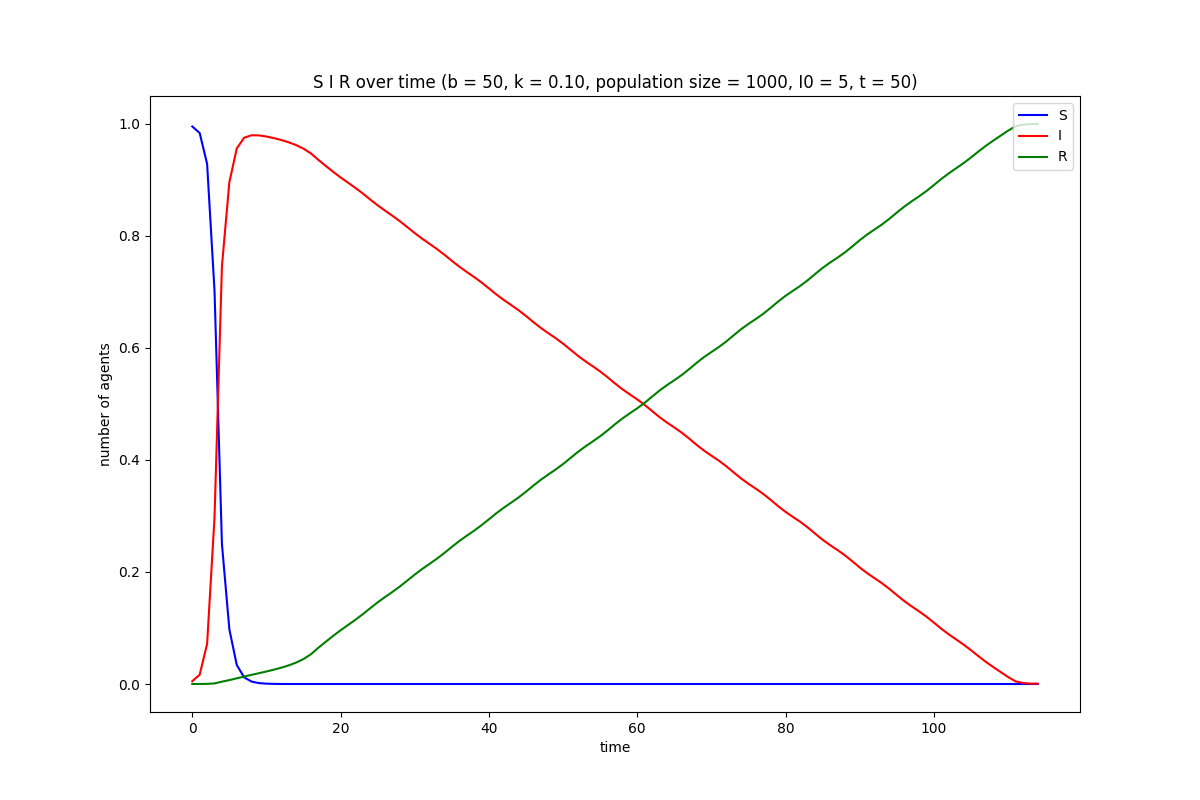 S I R over time (b = 50, k = 0.10, population size = 1000, I0 = 5, t = 50)
S
I
R
1.0
0.8
0.6
0.4
0.2
0.0
number of agents
0 20 40 60 80 100
time